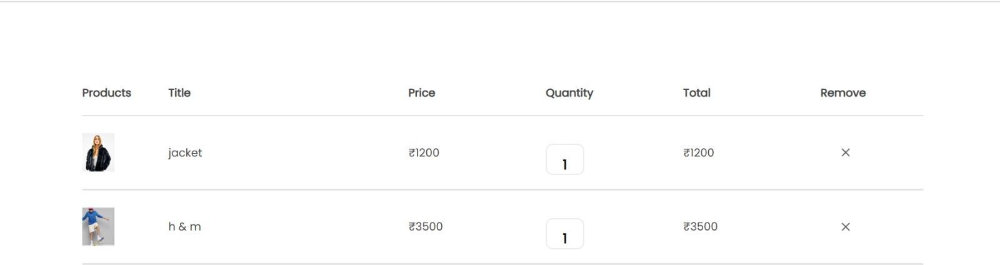 Products Title Price Quantity Total Remove
jacket ₹1200 1 ₹1200
h & m ₹3500 1 ₹3500